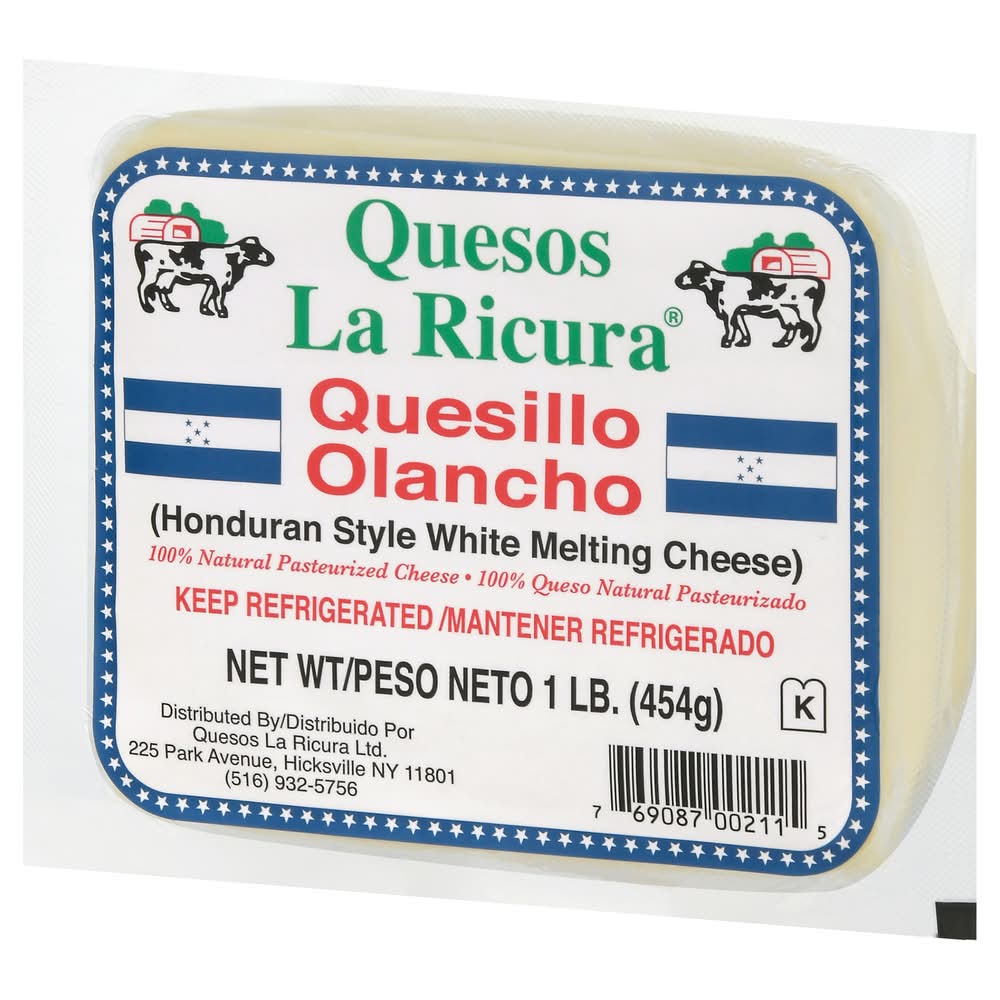 Quesos
La Ricura®
Quesillo
Olancho
(Honduran Style White Melting Cheese)
100% Natural Pasteurized Cheese • 100% Queso Natural Pasteurizado
KEEP REFRIGERATED /MANTENER REFRIGERADO
NET WT/PESO NETO 1 LB. (454g)
K
Distributed By/Distribuido Por
Quesos La Ricura Ltd.
225 Park Avenue, Hicksville NY 11801
(516) 932-5756
7 69087 00211 5